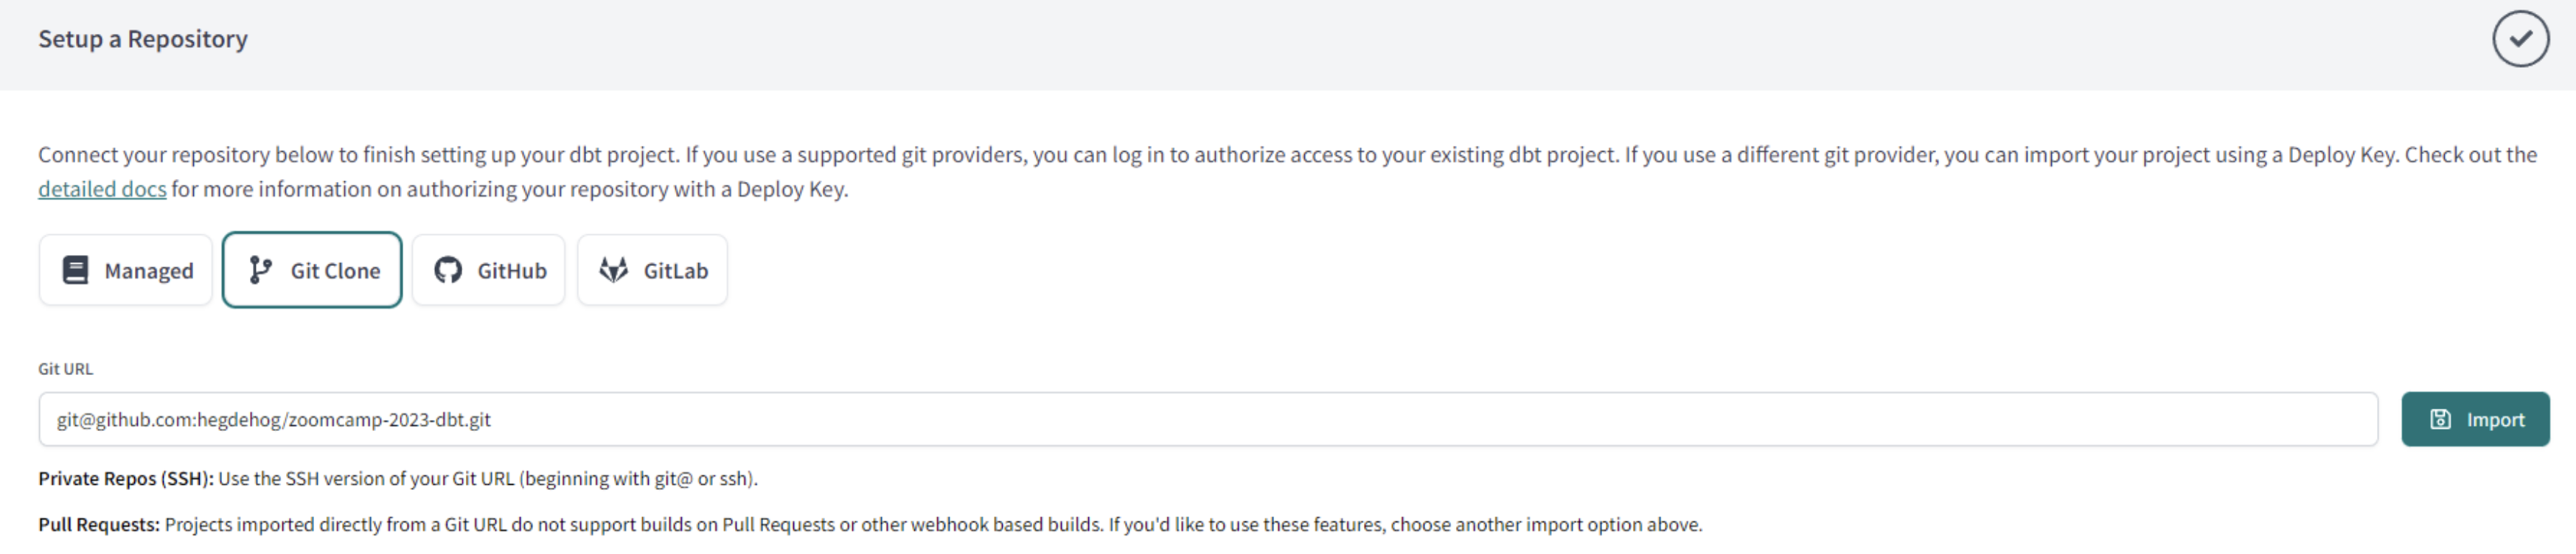 Setup a Repository
Connect your repository below to finish setting up your dbt project. If you use a supported git providers, you can log in to authorize access to your existing dbt project. If you use a different git provider, you can import your project using a Deploy Key. Check out the
detailed docs for more information on authorizing your repository with a Deploy Key.
Managed Git Clone GitHub GitLab
Git URL
git@github.com:hegdehog/zoomcamp-2023-dbt.git Import
Private Repos (SSH): Use the SSH version of your Git URL (beginning with git@ or ssh).
Pull Requests: Projects imported directly from a Git URL do not support builds on Pull Requests or other webhook based builds. If you'd like to use these features, choose another import option above.